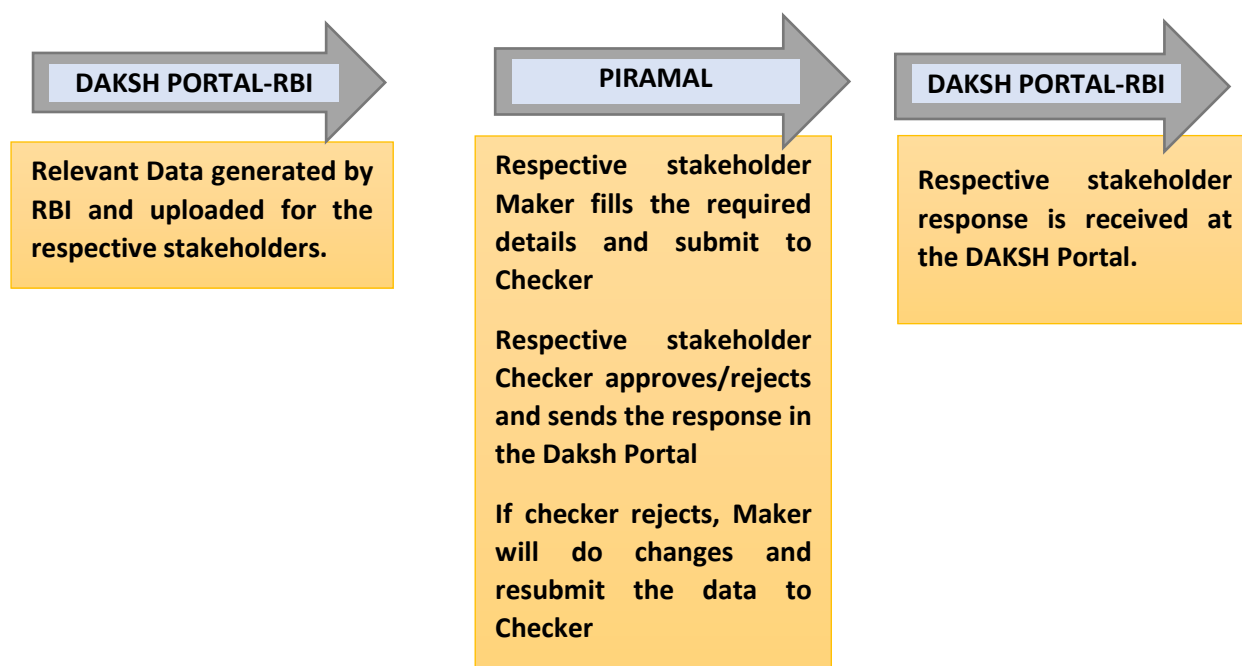 DAKSH PORTAL-RBI
Relevant Data generated by
RBI and uploaded for the
respective stakeholders.
PIRAMAL
Respective stakeholder
Maker fills the required
details and submit to
Checker
Respective stakeholder
Checker approves/rejects
and sends the response in
the Daksh Portal
If checker rejects, Maker
will do changes and
resubmit the data to
Checker
DAKSH PORTAL-RBI
Respective stakeholder
response is received at
the DAKSH Portal.